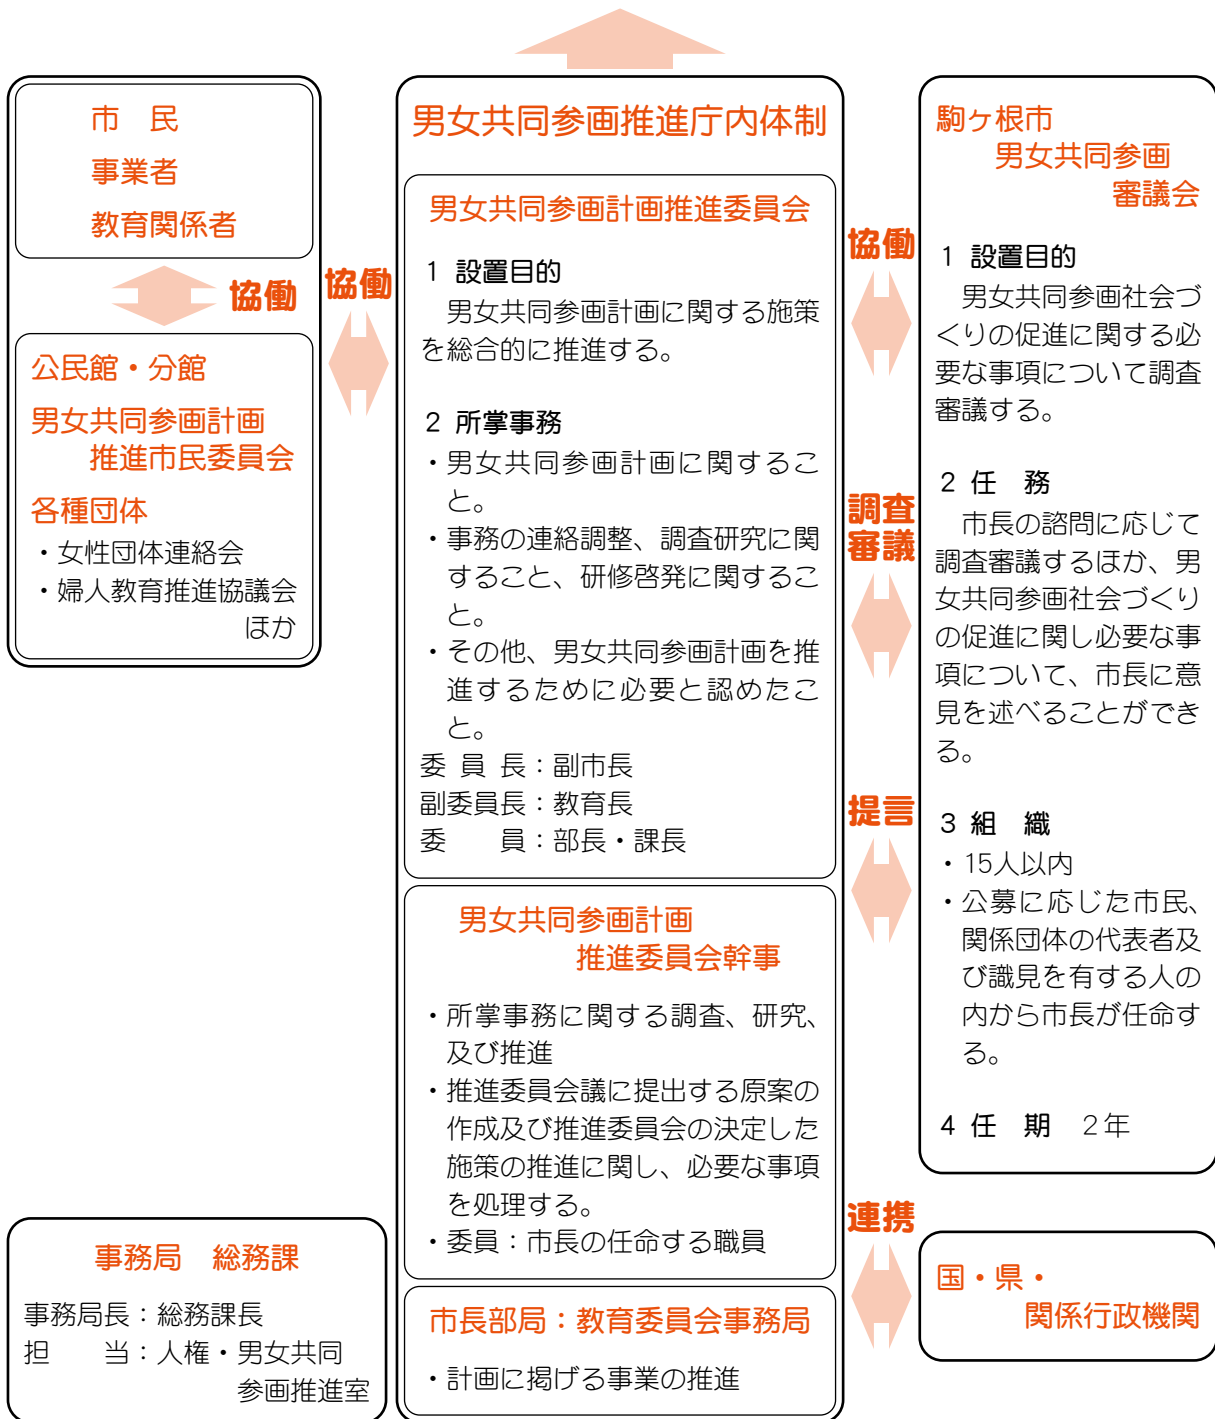 市　民
事業者
教育関係者
協働
公民館・分館
男女共同参画計画
推進市民委員会
各種団体
・女性団体連絡会
・婦人教育推進協議会
ほか
協働
男女共同参画推進庁内体制
男女共同参画計画推進委員会
1 設置目的
男女共同参画計画に関する施策
を総合的に推進する。
2 所掌事務
・男女共同参画計画に関するこ
と。
・事務の連絡調整、調査研究に関
すること、研修啓発に関するこ
と。
・その他、男女共同参画計画を推
進するために必要と認めたこ
と。
委 員 長：副市長
副委員長：教育長
委　　員：部長・課長
男女共同参画計画
推進委員会幹事
・所掌事務に関する調査、研究、
及び推進
・推進委員会議に提出する原案の
作成及び推進委員会の決定した
施策の推進に関し、必要な事項
を処理する。
・委員：市長の任命する職員
市長部局：教育委員会事務局
・計画に掲げる事業の推進
協働
調査
審議
提言
連携
駒ヶ根市
男女共同参画
審議会
1 設置目的
男女共同参画社会づ
くりの促進に関する必
要な事項について調査
審議する。
2 任　務
市長の諮問に応じて
調査審議するほか、男
女共同参画社会づくり
の促進に関し必要な事
項について、市長に意
見を述べることができ
る。
3 組　織
・15人以内
・公募に応じた市民、
関係団体の代表者及
び識見を有する人の
内から市長が任命す
る。
4 任　期　2年
国・県・
関係行政機関
事務局　総務課
事務局長：総務課長
担　　当：人権・男女共同
参画推進室